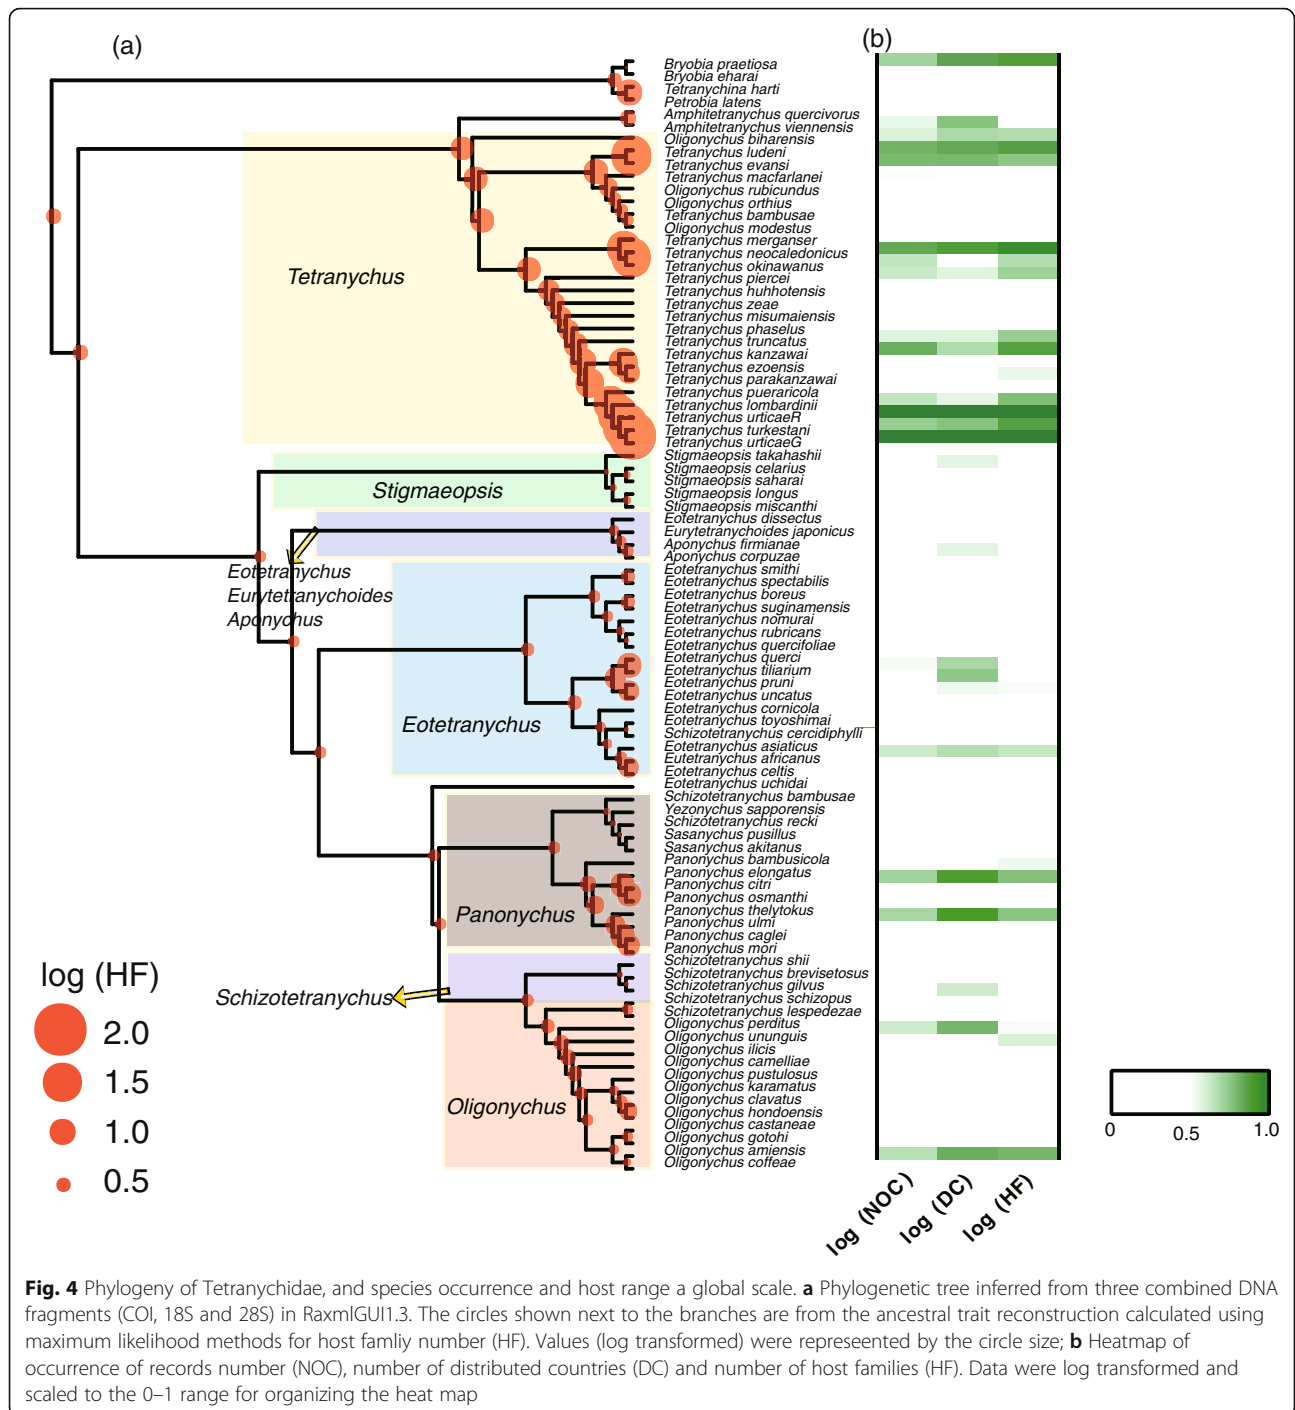 (a)
(b)
Bryobia praetiosa
Bryobia eharai
Tetranychina harti
Petrobia latens
Amphitetranychus quercivorus
Amphitetranychus viennensis
Oligonychus biharensis
Tetranychus ludeni
Tetranychus evansi
Tetranychus macfarlanei
Oligonychus rubicundus
Oligonychus orthius
Tetranychus bambusae
Oligonychus modestus
Tetranychus merganser
Tetranychus neocaledonicus
Tetranychus okinawanus
Tetranychus piercei
Tetranychus huhhotensis
Tetranychus zeae
Tetranychus misumaiensis
Tetranychus phaselus
Tetranychus truncatus
Tetranychus kanzawai
Tetranychus ezoensis
Tetranychus parakanzawai
Tetranychus pueraricola
Tetranychus lombardinii
Tetranychus urticaeR
Tetranychus turkestani
Tetranychus urticaeG
Stigmaeopsis takahashii
Stigmaeopsis celarius
Stigmaeopsis saharai
Stigmaeopsis longus
Stigmaeopsis miscanthi
Eotetranychus dissectus
Eurytetranychoides japonicus
Aponychus firmianae
Aponychus corpuzae
Eotetranychus smithi
Eotetranychus spectabilis
Eotetranychus boreus
Eotetranychus suginamensis
Eotetranychus nomurai
Eotetranychus rubricans
Eotetranychus quercifoliae
Eotetranychus querci
Eotetranychus tiliarium
Eotetranychus pruni
Eotetranychus uncatus
Eotetranychus cornicola
Eotetranychus toyoshimai
Schizotetranychus cercidiphylli
Eotetranychus asiaticus
Eutetranychus africanus
Eotetranychus celtis
Eotetranychus uchidai
Schizotetranychus bambusae
Yezonychus sapporensis
Schizotetranychus recki
Sasanychus pusillus
Sasanychus akitanus
Panonychus bambusicola
Panonychus elongatus
Panonychus citri
Panonychus osmanthi
Panonychus thelytokus
Panonychus ulmi
Panonychus caglei
Panonychus mori
Schizotetranychus shii
Schizotetranychus brevisetosus
Schizotetranychus gilvus
Schizotetranychus schizopus
Schizotetranychus lespedezae
Oligonychus perditus
Oligonychus ununguis
Oligonychus ilicis
Oligonychus camelliae
Oligonychus pustulosus
Oligonychus karamatus
Oligonychus clavatus
Oligonychus hondoensis
Oligonychus castaneae
Oligonychus gotohi
Oligonychus amiensis
Oligonychus coffeae
Tetranychus
Stigmaeopsis
Eotetranychus
Eurytetranychoides
Aponychus
Eotetranychus
Panonychus
Schizotetranychus
Oligonychus
log (HF)
2.0
1.5
1.0
0.5
0
0.5
1.0
log (NOC)
log (DC)
log (HF)
Fig. 4 Phylogeny of Tetranychidae, and species occurrence and host range a global scale. a Phylogenetic tree inferred from three combined DNA
fragments (COI, 18S and 28S) in RaxmlGUI1.3. The circles shown next to the branches are from the ancestral trait reconstruction calculated using
maximum likelihood methods for host famliy number (HF). Values (log transformed) were represeented by the circle size; b Heatmap of
occurrence of records number (NOC), number of distributed countries (DC) and number of host families (HF). Data were log transformed and
scaled to the 0–1 range for organizing the heat map